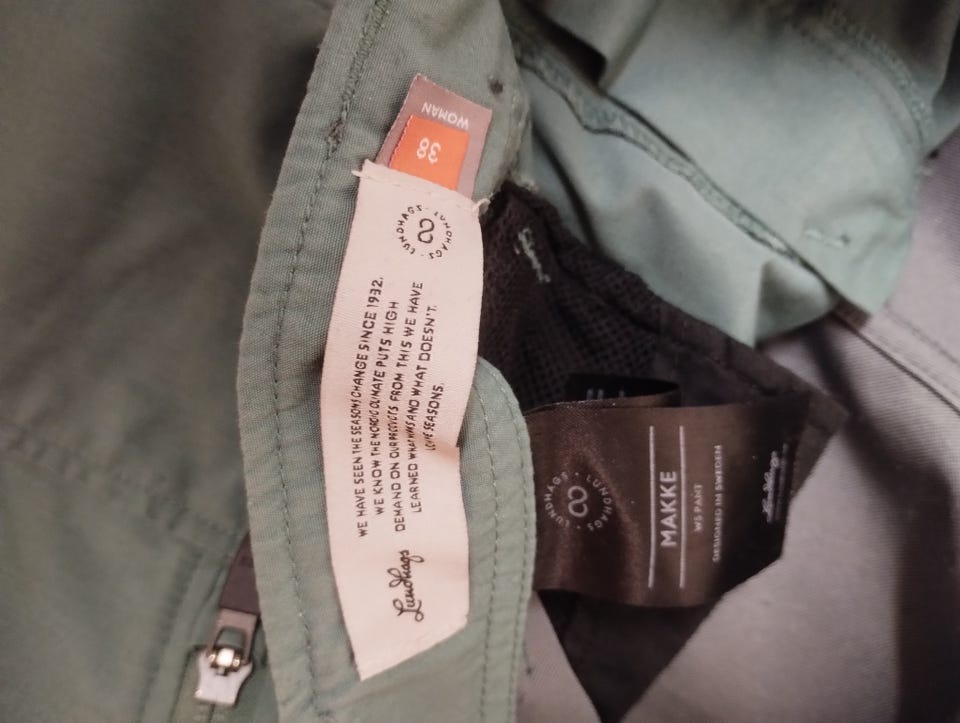 WOMAN
38
LUNDHAGS · LUNDHAGS ·
WE HAVE SEEN THE SEASONS CHANGE SINCE 1932.
WE KNOW THE NORDIC CLIMATE PUTS HIGH
DEMAND ON OUR PRODUCTS FROM THIS WE HAVE
LEARNED WHAT WORKS AND WHAT DOESN'T.
LOVE SEASONS.
Lundhags
LUNDHAGS · LUNDHAGS ·
MAKKE
WS PANT
DESIGNED IN SWEDEN
Lundhags